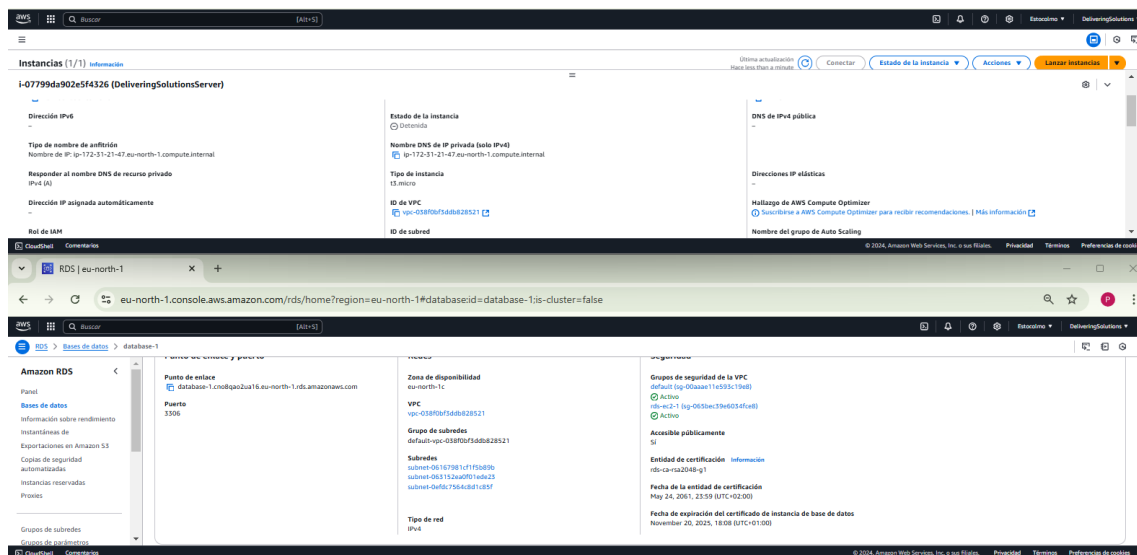 aws Buscar [Alt+S] Estocolmo DeliveringSolutions
Instancias (1/1) Información
Última actualización
Hace less than a minute
Conectar Estado de la instancia Acciones Lanzar instancias
i-07799da902e5f4326 (DeliveringSolutionsServer)
Dirección IPv6
–
Estado de la instancia
Detenida
DNS de IPv4 pública
–
Tipo de nombre de anfitrión
Nombre de IP: ip-172-31-21-47.eu-north-1.compute.internal
Nombre DNS de IP privada (solo IPv4)
ip-172-31-21-47.eu-north-1.compute.internal
Responder al nombre DNS de recurso privado
IPv4 (A)
Tipo de instancia
t3.micro
Direcciones IP elásticas
–
Dirección IP asignada automáticamente
–
ID de VPC
vpc-038f0bf3ddb828521
Hallazgo de AWS Compute Optimizer
Suscribirse a AWS Compute Optimizer para recibir recomendaciones. | Más información
Rol de IAM
ID de subred
Nombre del grupo de Auto Scaling
CloudShell Comentarios © 2024, Amazon Web Services, Inc. o sus filiales. Privacidad Términos Preferencias de cooki
RDS | eu-north-1
eu-north-1.console.aws.amazon.com/rds/home?region=eu-north-1#database:id=database-1;is-cluster=false
P
aws Buscar [Alt+S] Estocolmo DeliveringSolutions
RDS > Bases de datos > database-1
Amazon RDS
Panel
Bases de datos
Información sobre rendimiento
Instantáneas de
Exportaciones en Amazon S3
Copias de seguridad
automatizadas
Instancias reservadas
Proxies
Grupos de subredes
Grupos de parámetros
Punto de enlace y puerto
Punto de enlace
database-1.cno8qao2ua16.eu-north-1.rds.amazonaws.com
Puerto
3306
Redes
Zona de disponibilidad
eu-north-1c
VPC
vpc-038f0bf3ddb828521
Grupo de subredes
default-vpc-038f0bf3ddb828521
Subredes
subnet-06167981cf1f5b89b
subnet-063152ea0f01ede23
subnet-0efdc7564c8d1c85f
Tipo de red
IPv4
Seguridad
Grupos de seguridad de la VPC
default (sg-00aaae11e593c19e8)
Activo
rds-ec2-1 (sg-065bec39e6034fce8)
Activo
Accesible públicamente
Sí
Entidad de certificación Información
rds-ca-rsa2048-g1
Fecha de la entidad de certificación
May 24, 2061, 23:59 (UTC+02:00)
Fecha de expiración del certificado de instancia de base de datos
November 20, 2025, 18:08 (UTC+01:00)
CloudShell Comentarios © 2024, Amazon Web Services, Inc. o sus filiales. Privacidad Términos Preferencias de cookies